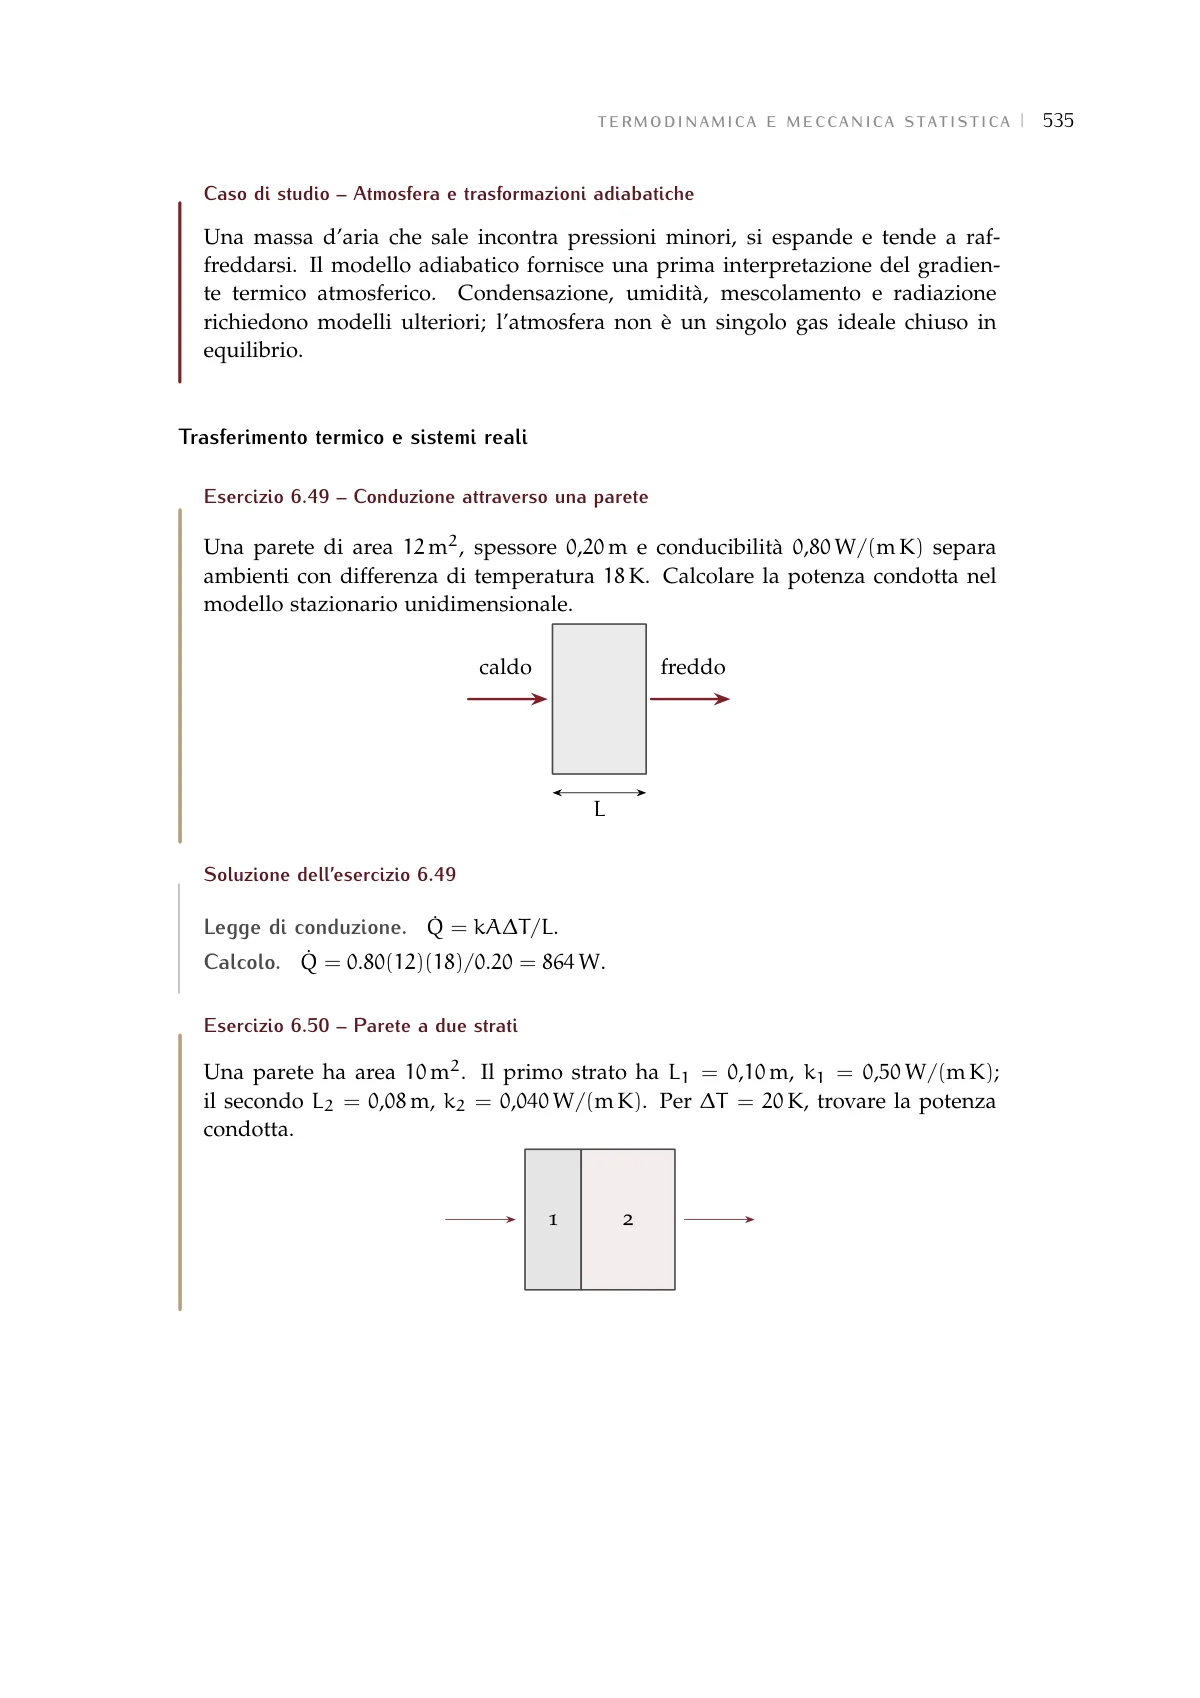 TERMODINAMICA E MECCANICA STATISTICA | 535
Caso di studio – Atmosfera e trasformazioni adiabatiche
Una massa d’aria che sale incontra pressioni minori, si espande e tende a raf-
freddarsi. Il modello adiabatico fornisce una prima interpretazione del gradien-
te termico atmosferico. Condensazione, umidità, mescolamento e radiazione
richiedono modelli ulteriori; l’atmosfera non è un singolo gas ideale chiuso in
equilibrio.
Trasferimento termico e sistemi reali
Esercizio 6.49 – Conduzione attraverso una parete
Una parete di area 12 m², spessore 0,20 m e conducibilità 0,80 W/(m K) separa
ambienti con differenza di temperatura 18 K. Calcolare la potenza condotta nel
modello stazionario unidimensionale.
caldo freddo
L
Soluzione dell’esercizio 6.49
Legge di conduzione. Q̇ = kAΔT/L.
Calcolo. Q̇ = 0.80(12)(18)/0.20 = 864 W.
Esercizio 6.50 – Parete a due strati
Una parete ha area 10 m². Il primo strato ha L₁ = 0,10 m, k₁ = 0,50 W/(m K);
il secondo L₂ = 0,08 m, k₂ = 0,040 W/(m K). Per ΔT = 20 K, trovare la potenza
condotta.
1 2